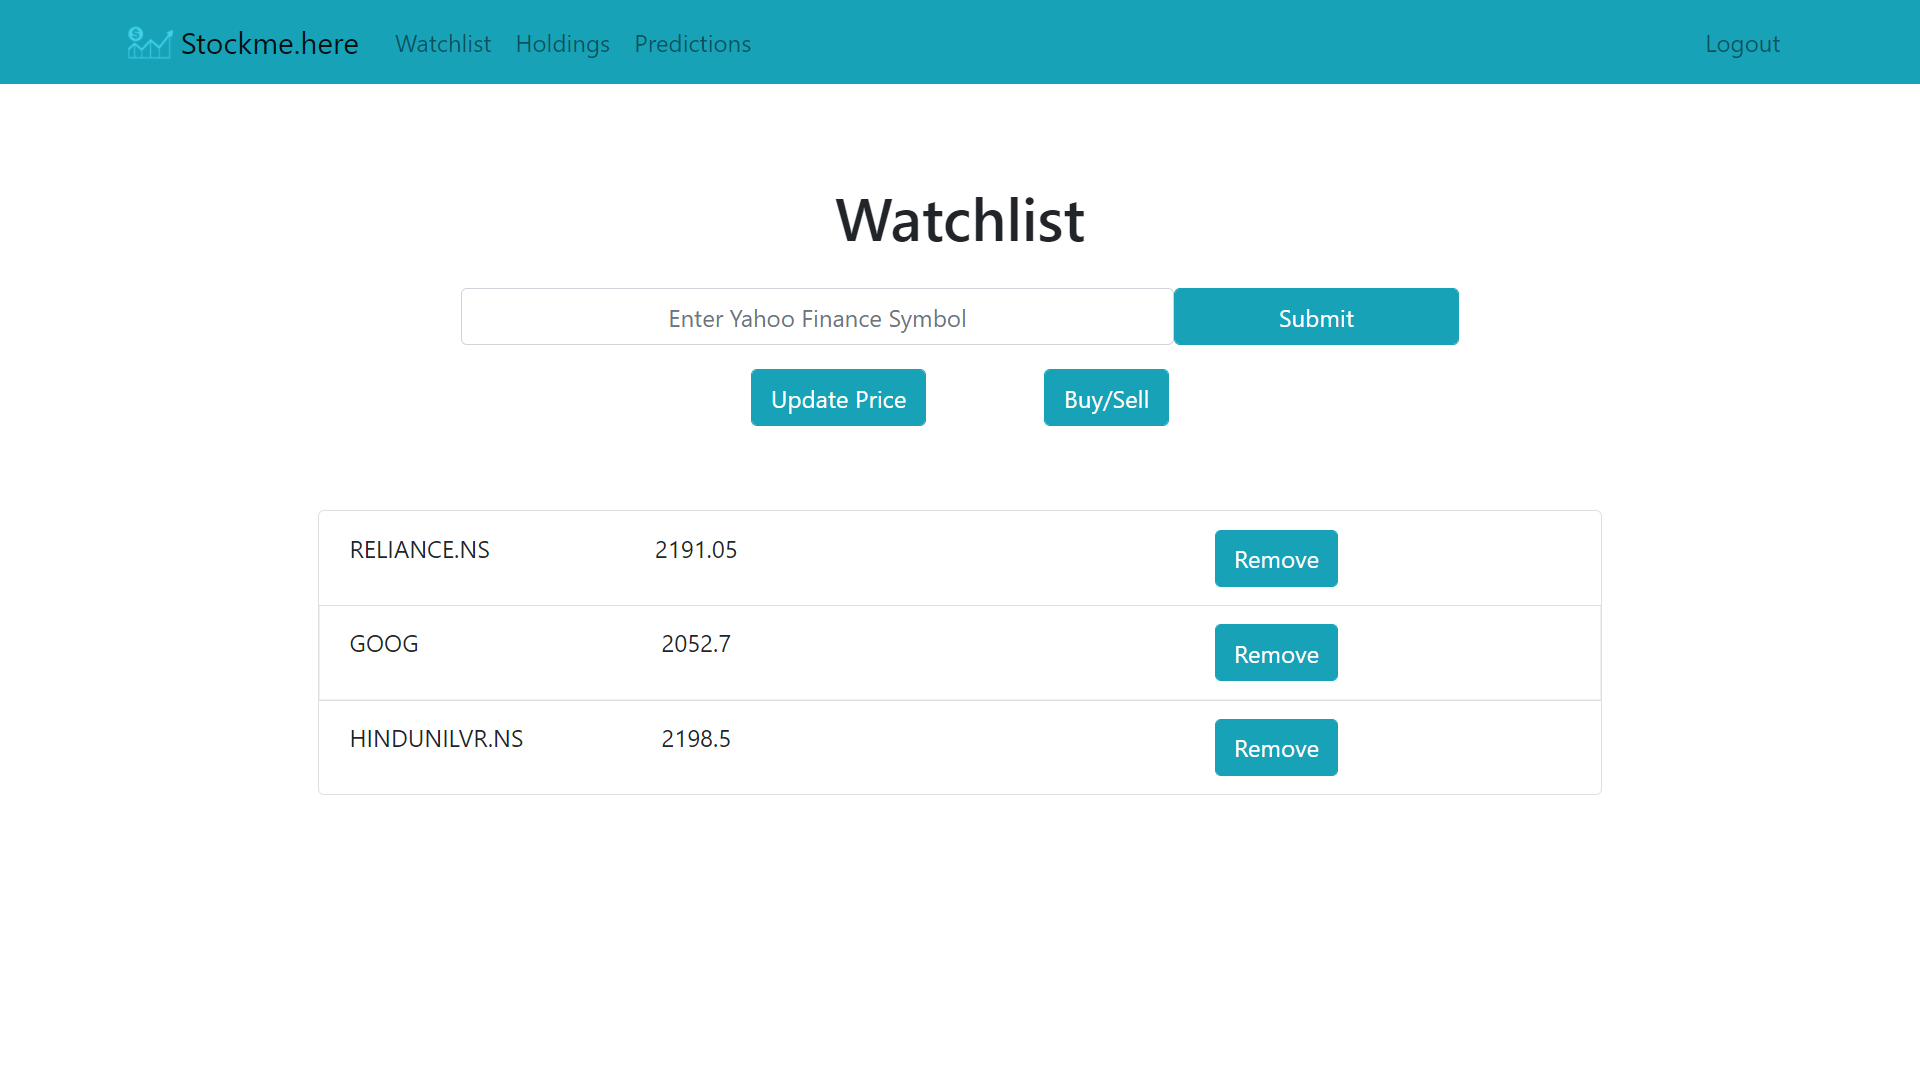 Stockme.here Watchlist Holdings Predictions Logout
Watchlist
Enter Yahoo Finance Symbol Submit
Update Price Buy/Sell
RELIANCE.NS 2191.05 Remove
GOOG 2052.7 Remove
HINDUNILVR.NS 2198.5 Remove